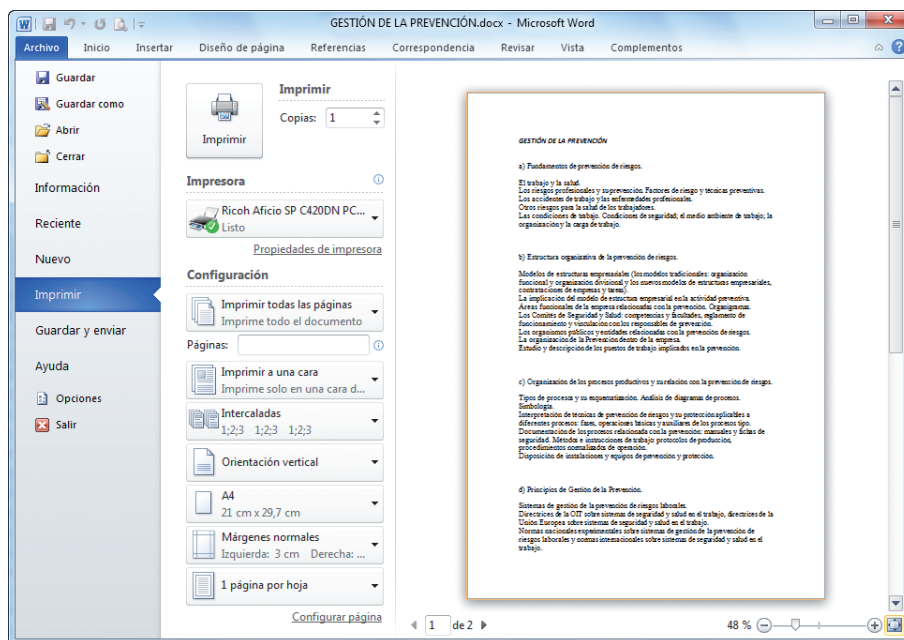 GESTIÓN DE LA PREVENCIÓN.docx - Microsoft Word
Archivo Inicio Insertar Diseño de página Referencias Correspondencia Revisar Vista Complementos
Guardar
Guardar como
Abrir
Cerrar
Información
Reciente
Nuevo
Imprimir
Guardar y enviar
Ayuda
Opciones
Salir
Imprimir
Imprimir
Copias: 1
Impresora
Ricoh Aficio SP C420DN PC...
Listo
Propiedades de impresora
Configuración
Imprimir todas las páginas
Imprime todo el documento
Páginas:
Imprimir a una cara
Imprime solo en una cara d...
Intercaladas
1;2;3 1;2;3 1;2;3
Orientación vertical
A4
21 cm x 29,7 cm
Márgenes normales
Izquierda: 3 cm Derecha: ...
1 página por hoja
Configurar página
GESTIÓN DE LA PREVENCIÓN
a) Fundamentos de prevención de riesgos.
El trabajo y la salud.
Los riesgos profesionales y su prevención. Factores de riesgo y técnicas preventivas.
Los accidentes de trabajo y las enfermedades profesionales.
Otros riesgos para la salud de los trabajadores.
Las condiciones de trabajo. Condiciones de seguridad; el medio ambiente de trabajo; la
organización y la carga de trabajo.
b) Estructura organizativa de la prevención de riesgos.
Modelos de estructuras empresariales (los modelos tradicionales: organización
funcional y organización divisional y los nuevos modelos de estructuras empresariales,
contrataciones de empresas y tareas).
La implicación del modelo de estructura empresarial en la actividad preventiva.
Áreas funcionales de la empresa relacionadas con la prevención. Organigramas.
Los Comités de Seguridad y Salud: competencias y facultades, reglamento de
funcionamiento y vinculación con los responsables de prevención.
Los organismos públicos y entidades relacionadas con la prevención de riesgos.
La organización de la Prevención dentro de la empresa.
Estudio y descripción de los puestos de trabajo implicados en la prevención.
c) Organización de los procesos productivos y su relación con la prevención de riesgos.
Tipos de procesos y su esquematización. Análisis de diagramas de procesos.
Simbología.
Interpretación de técnicas de prevención de riesgos y su protección aplicables a
diferentes procesos: fases, operaciones básicas y auxiliares de los procesos tipo.
Documentación de los procesos relacionada con la prevención: manuales y fichas de
seguridad. Métodos e instrucciones de trabajo: protocolos de producción,
procedimientos normalizados de operación.
Disposición de instalaciones y equipos de prevención y protección.
d) Principios de Gestión de la Prevención.
Sistemas de gestión de la prevención de riesgos laborales.
Directrices de la OIT sobre sistemas de seguridad y salud en el trabajo, directrices de la
Unión Europea sobre sistemas de seguridad y salud en el trabajo.
Normas nacionales experimentales sobre sistemas de gestión de la prevención de
riesgos laborales y normas internacionales sobre sistemas de seguridad y salud en el
trabajo.
1 de 2
48 %